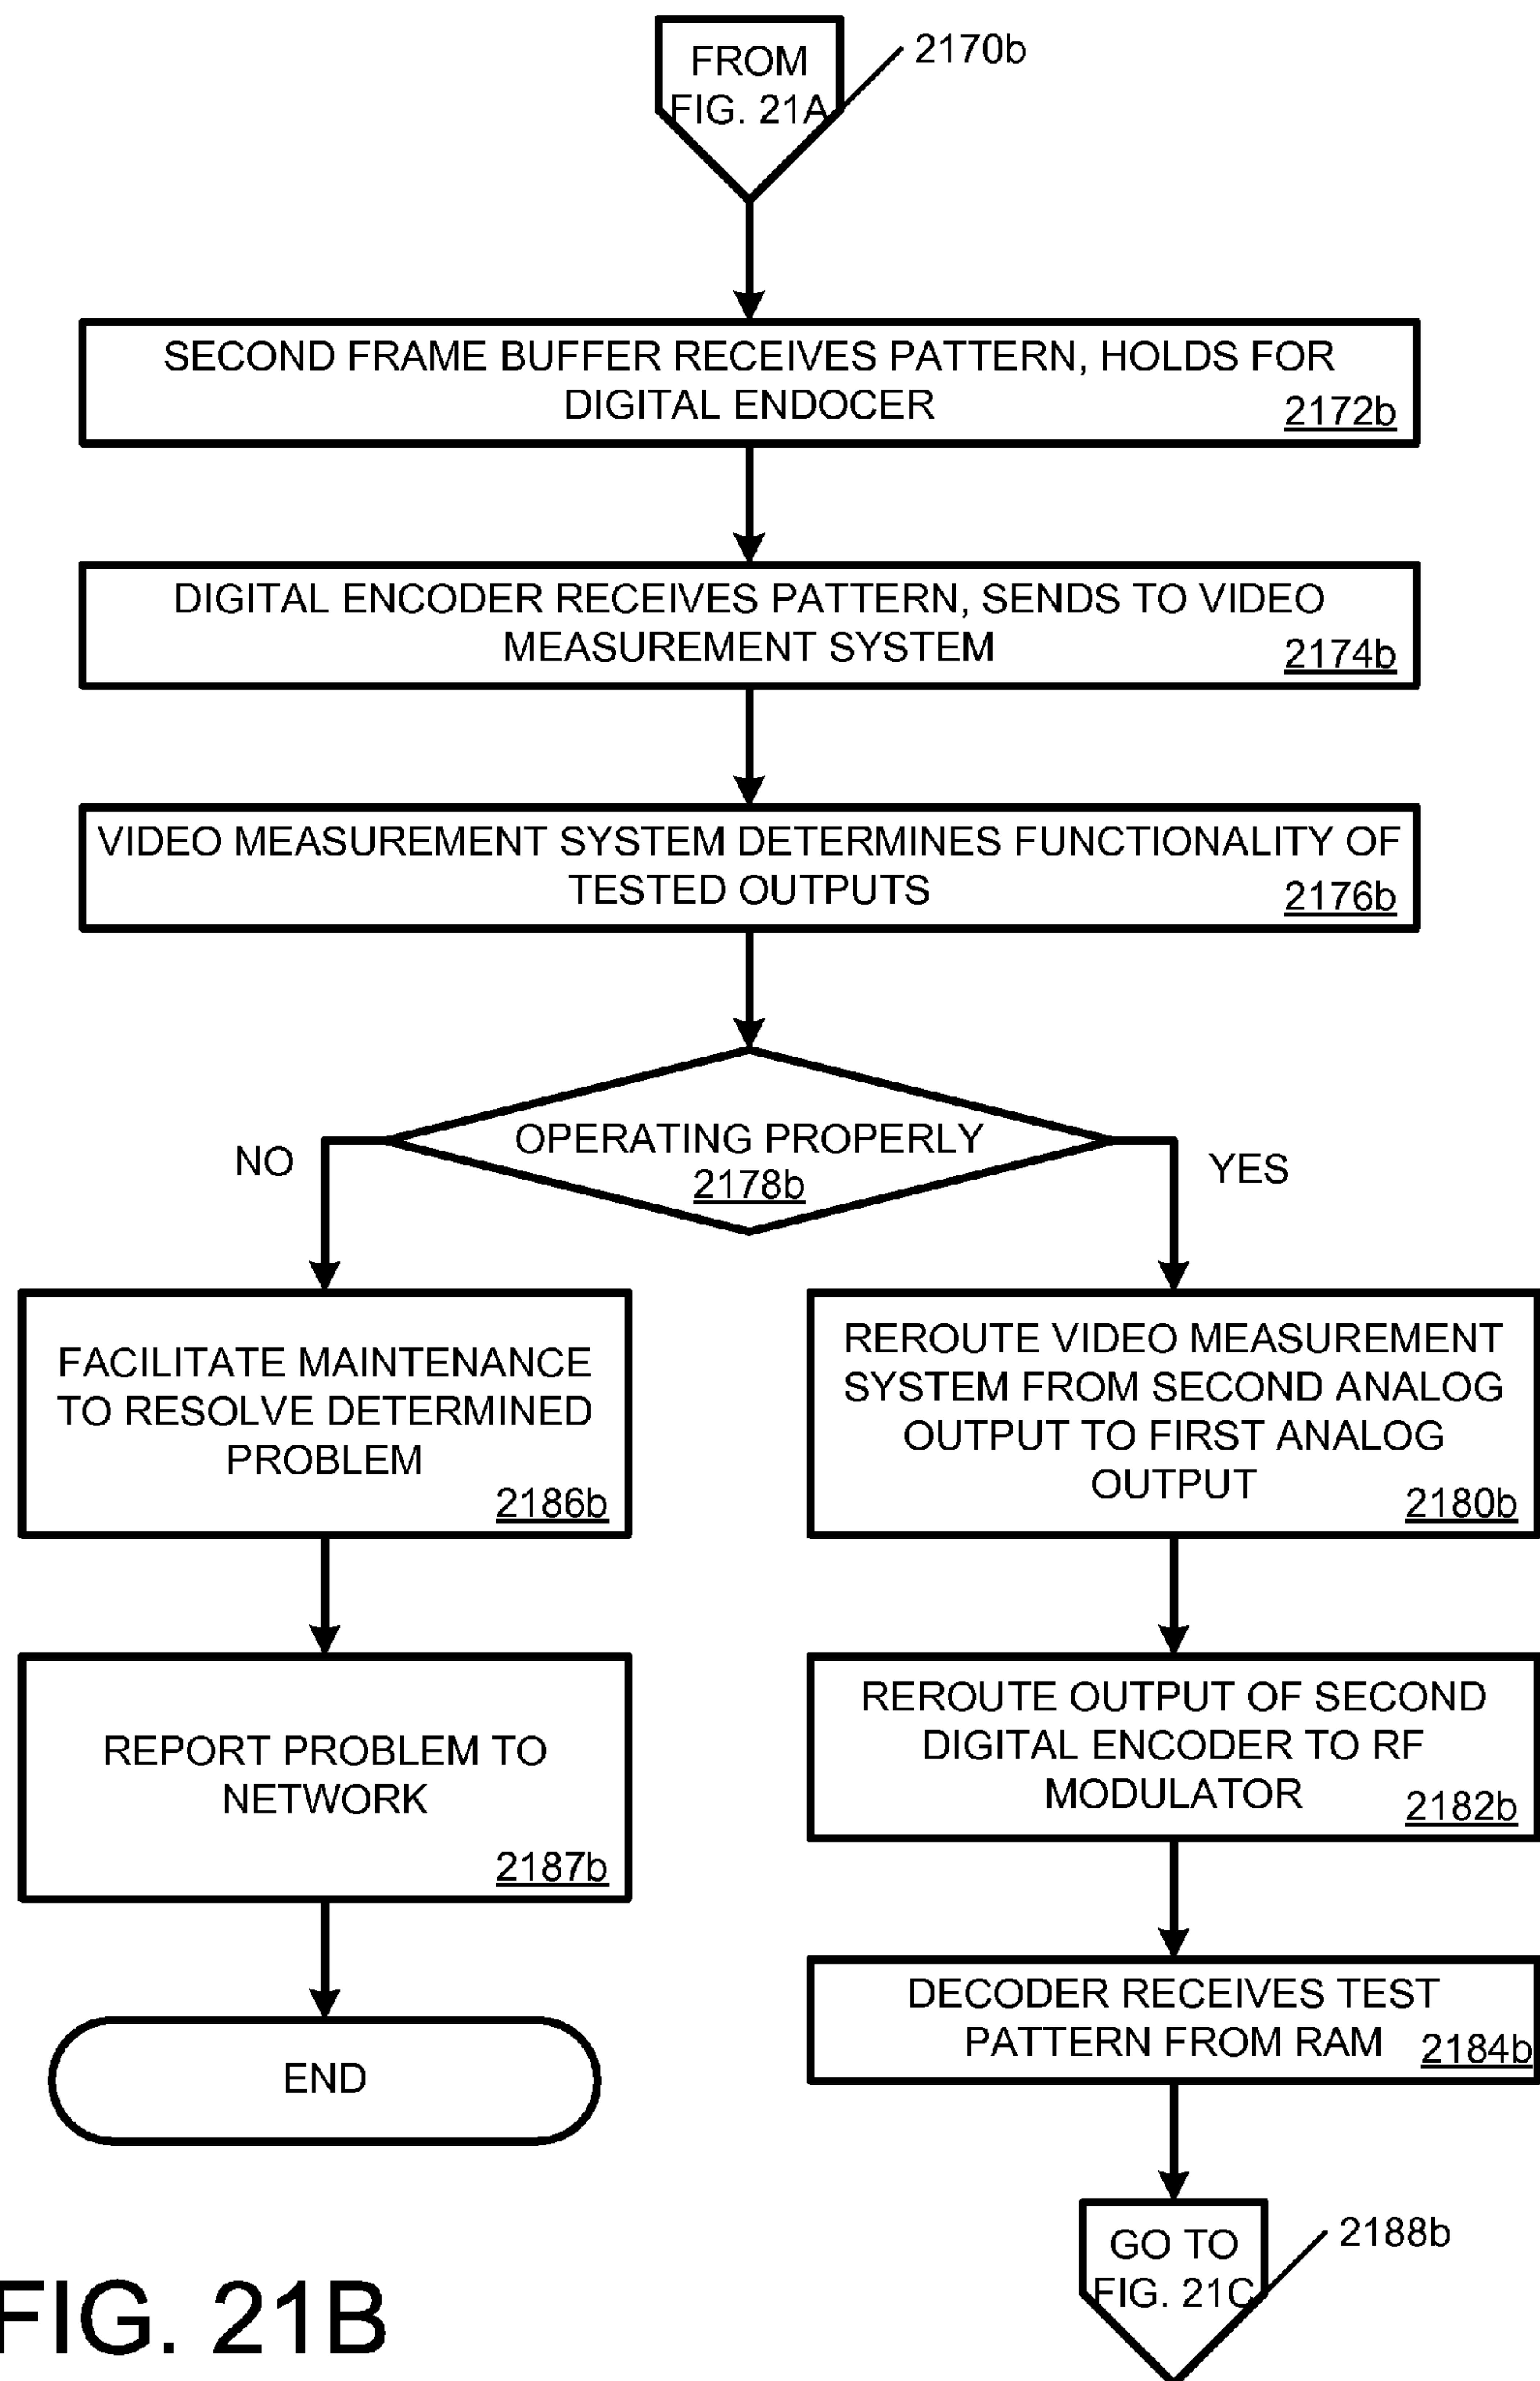 FROM
FIG. 21A
2170b
SECOND FRAME BUFFER RECEIVES PATTERN, HOLDS FOR
DIGITAL ENDOCER
2172b
DIGITAL ENCODER RECEIVES PATTERN, SENDS TO VIDEO
MEASUREMENT SYSTEM
2174b
VIDEO MEASUREMENT SYSTEM DETERMINES FUNCTIONALITY OF
TESTED OUTPUTS
2176b
OPERATING PROPERLY
2178b
NO
YES
FACILITATE MAINTENANCE
TO RESOLVE DETERMINED
PROBLEM
2186b
REPORT PROBLEM TO
NETWORK
2187b
END
REROUTE VIDEO MEASUREMENT
SYSTEM FROM SECOND ANALOG
OUTPUT TO FIRST ANALOG
OUTPUT
2180b
REROUTE OUTPUT OF SECOND
DIGITAL ENCODER TO RF
MODULATOR
2182b
DECODER RECEIVES TEST
PATTERN FROM RAM
2184b
GO TO
FIG. 21C
2188b
FIG. 21B